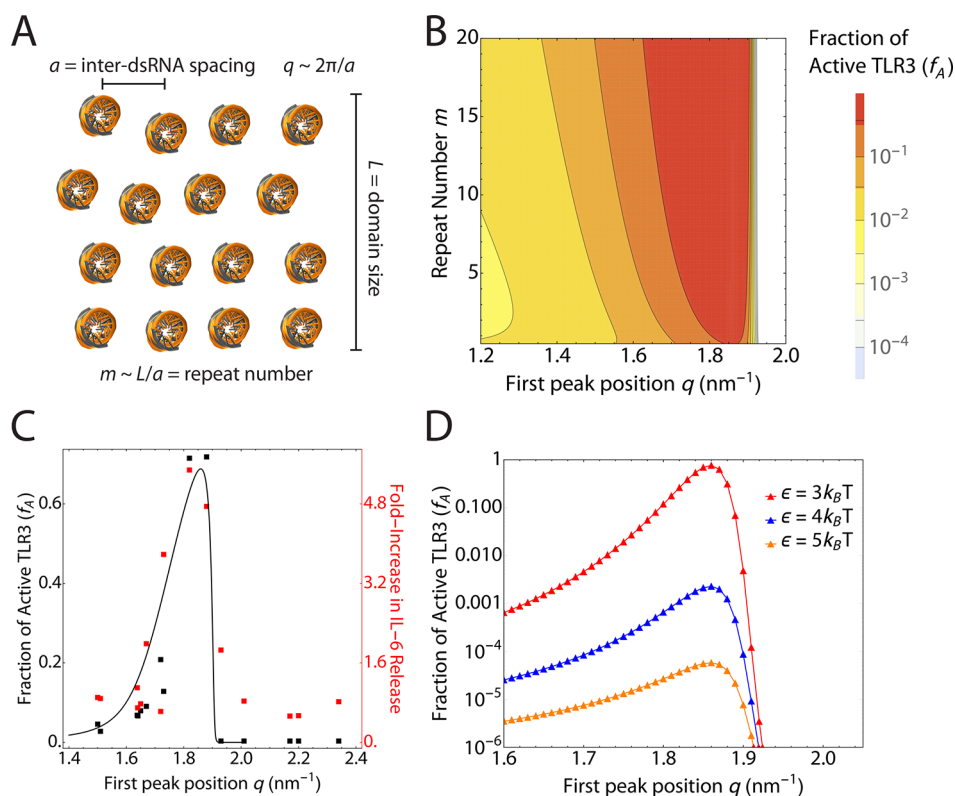 A
a = inter-dsRNA spacing
q ~ 2π/a
L = domain size
m ~ L/a = repeat number
B
Repeat Number m
20
15
10
5
1.2
1.4
1.6
1.8
2.0
First peak position q (nm⁻¹)
Fraction of
Active TLR3 (f_A)
10⁻¹
10⁻²
10⁻³
10⁻⁴
C
Fraction of Active TLR3 (f_A)
0.6
0.4
0.2
0
4.8
3.2
1.6
0.
Fold-Increase in IL-6
Release
1.4
1.6
1.8
2.0
2.2
2.4
First peak position q (nm⁻¹)
D
Fraction of Active TLR3 (f_A)
1
0.100
0.010
0.001
10⁻⁴
10⁻⁵
10⁻⁶
ϵ = 3k_BT
ϵ = 4k_BT
ϵ = 5k_BT
1.6
1.7
1.8
1.9
2.0
First peak position q (nm⁻¹)